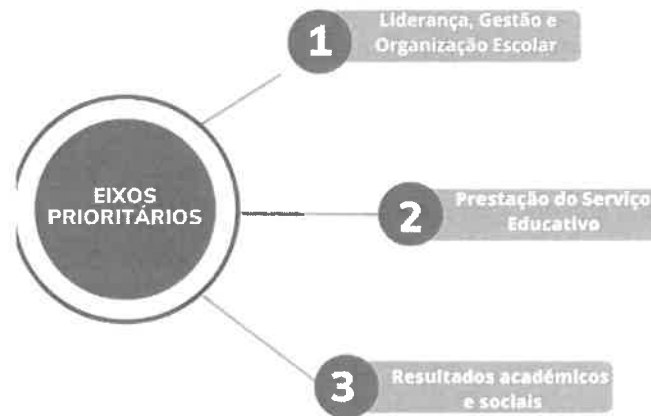 1
Liderança, Gestão e
Organização Escolar
EIXOS
PRIORITÁRIOS
2
Prestação do Serviço
Educativo
3
Resultados académicos
e sociais